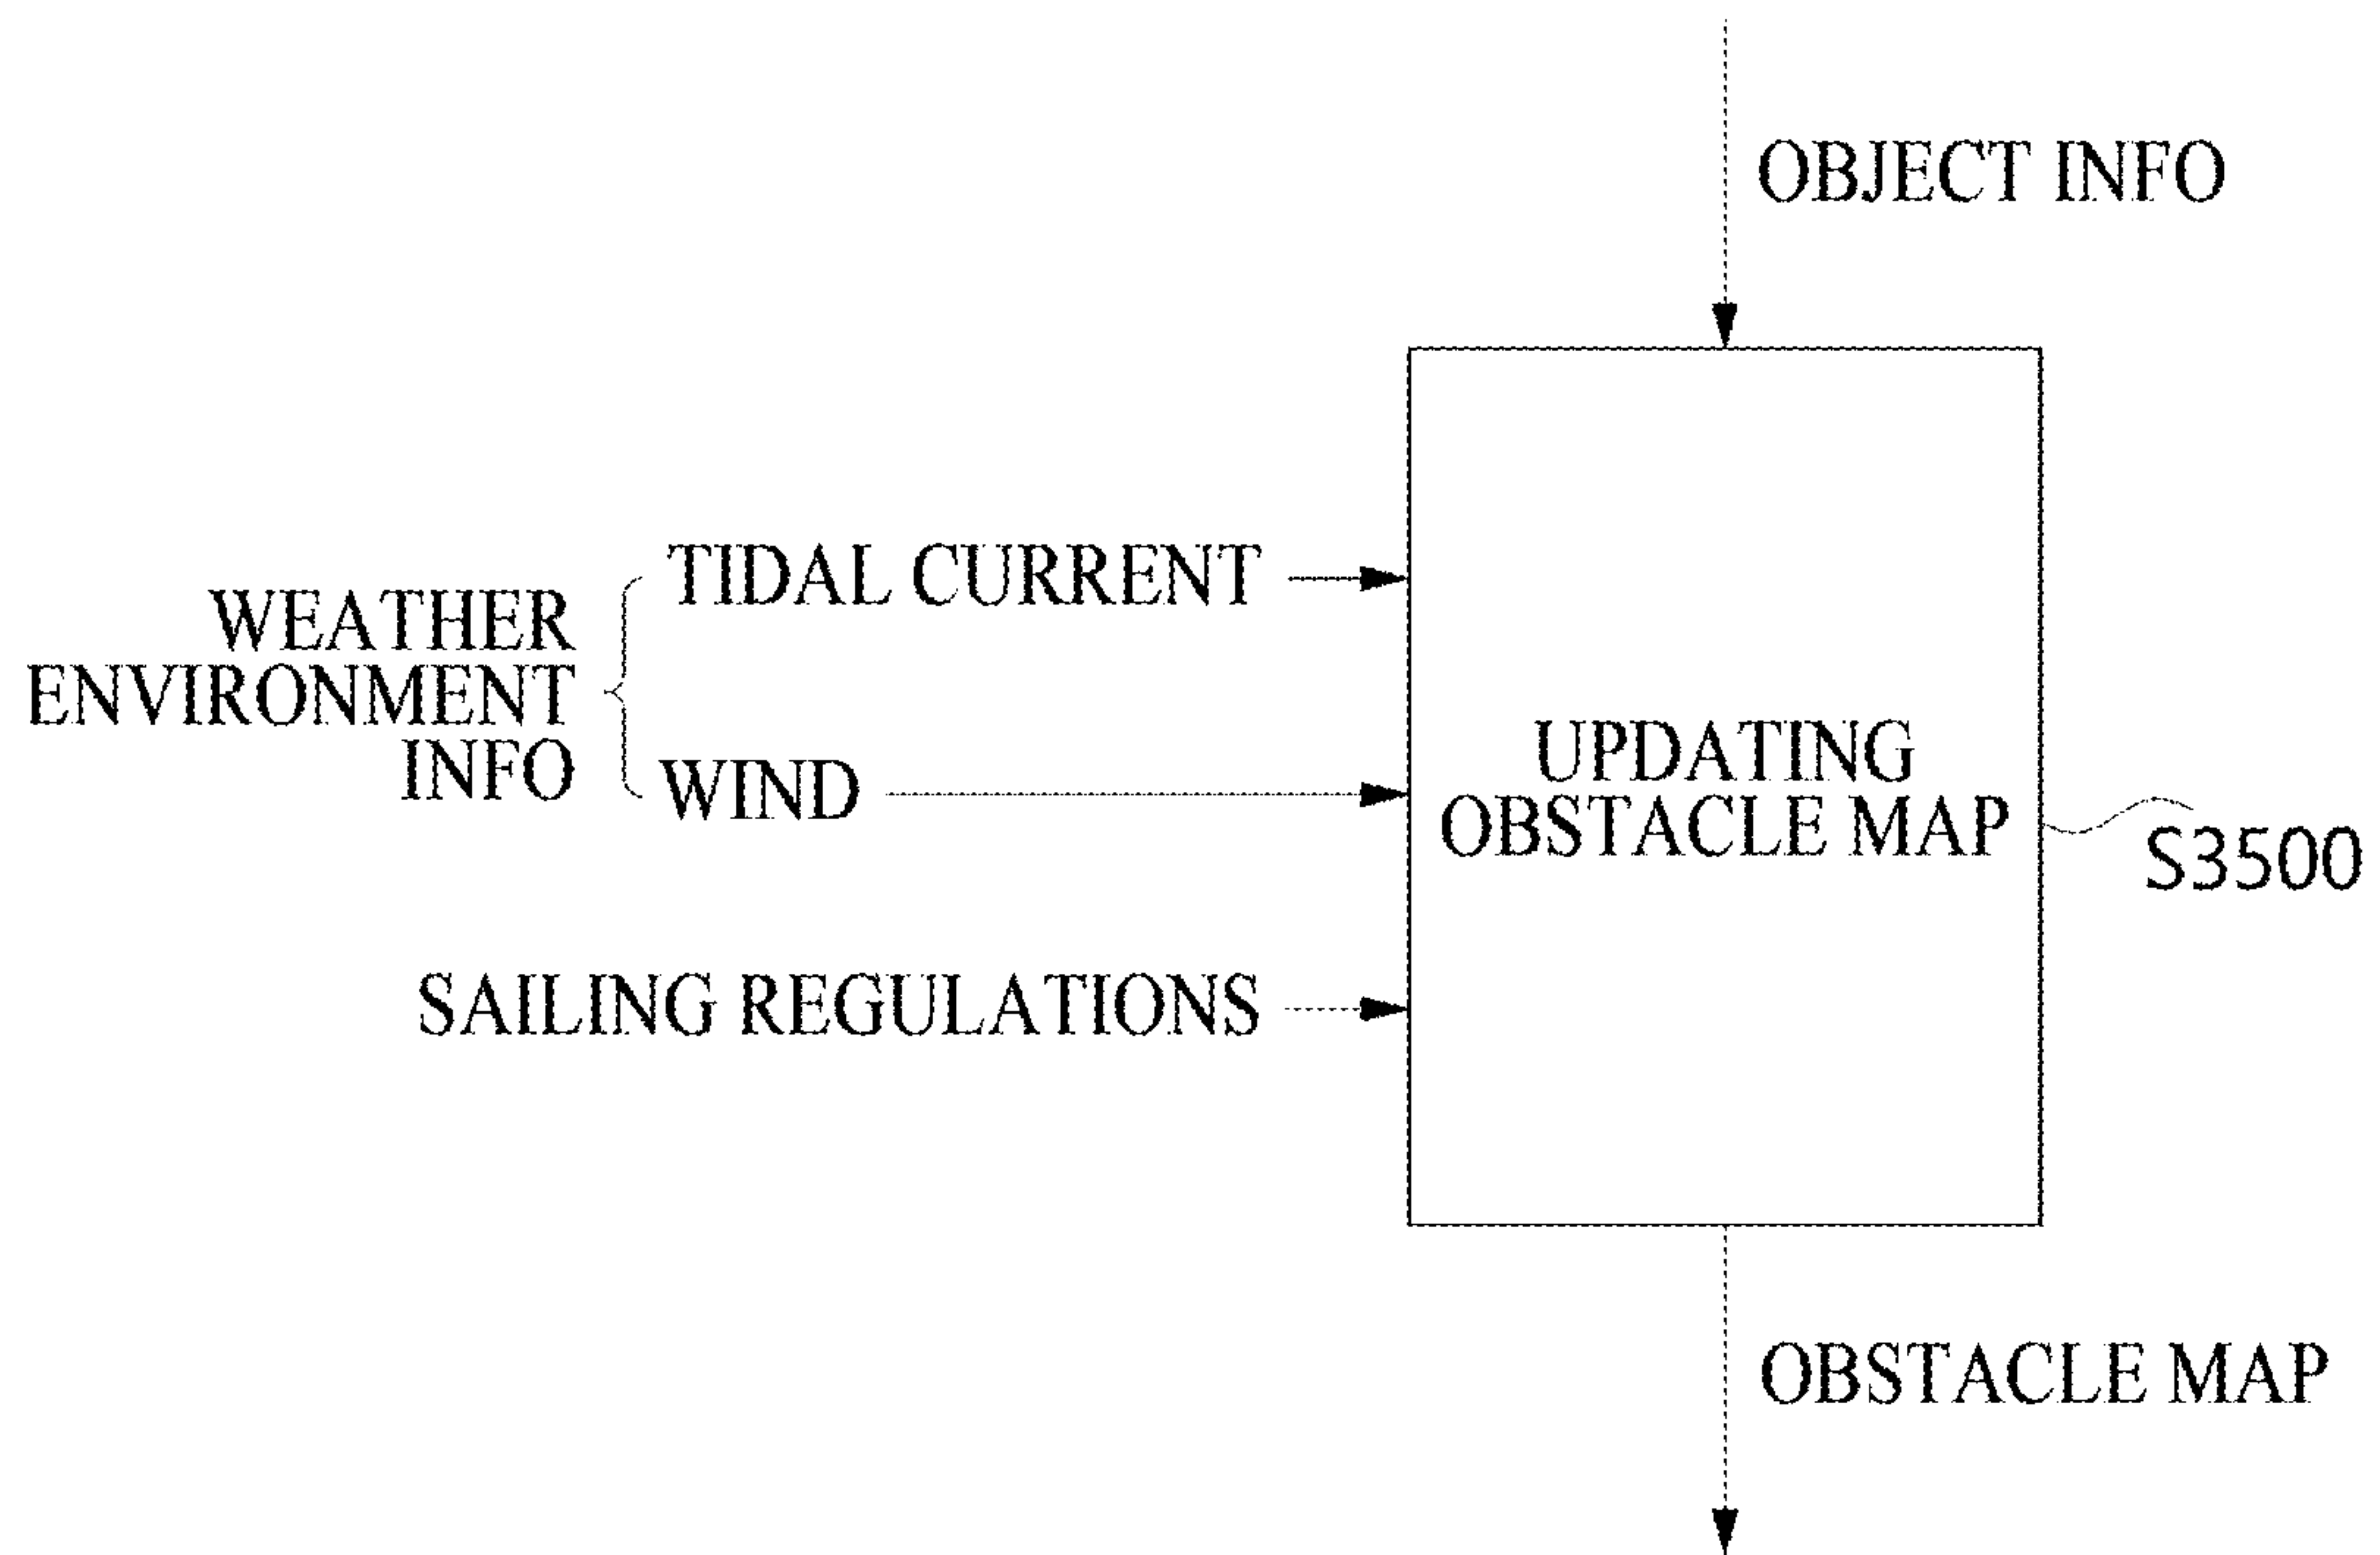 OBJECT INFO
TIDAL CURRENT
WEATHER
ENVIRONMENT
INFO
WIND
UPDATING
OBSTACLE MAP
S3500
SAILING REGULATIONS
OBSTACLE MAP